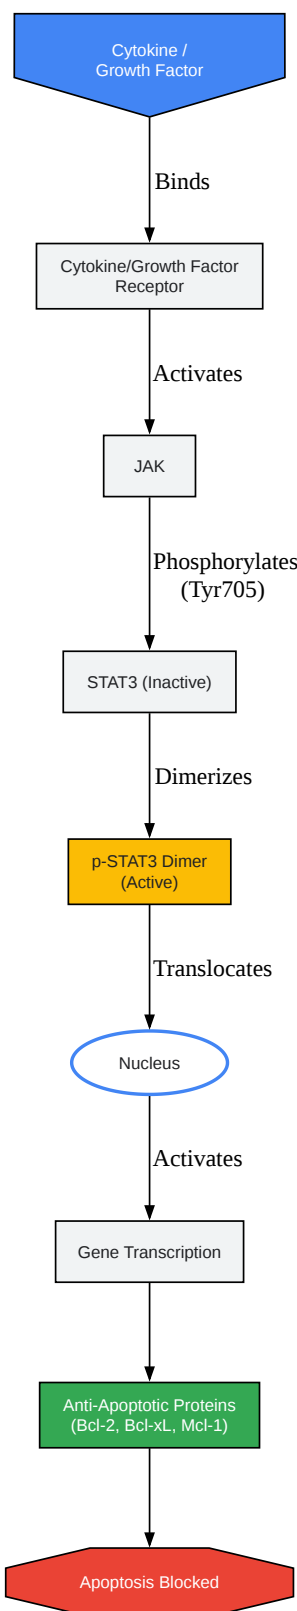 Cytokine /
Growth Factor
Binds
Cytokine/Growth Factor
Receptor
Activates
JAK
Phosphorylates
(Tyr705)
STAT3 (Inactive)
Dimerizes
p-STAT3 Dimer
(Active)
Translocates
Nucleus
Activates
Gene Transcription
Anti-Apoptotic Proteins
(Bcl-2, Bcl-xL, Mcl-1)
Apoptosis Blocked